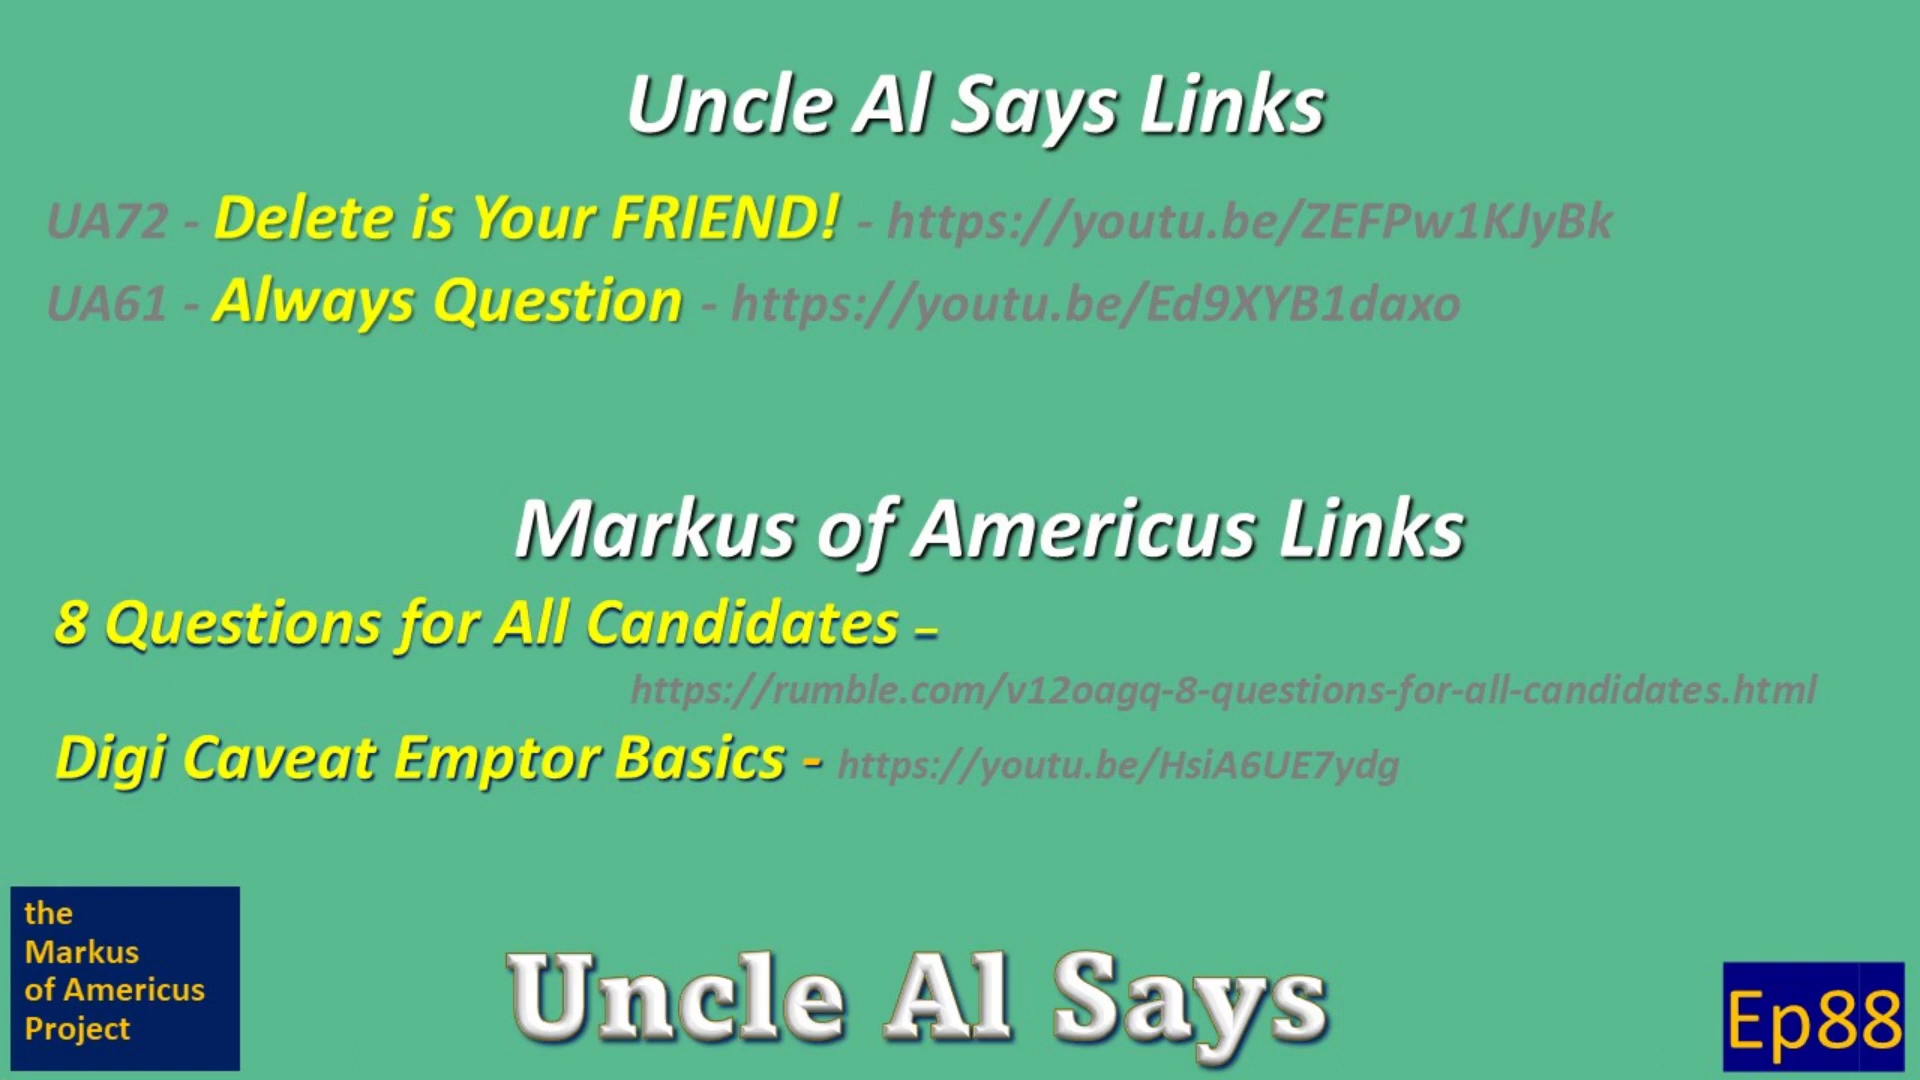 Uncle Al Says Links
UA72 - Delete is Your FRIEND! - https://youtu.be/ZEFPw1KJyBk
UA61 - Always Question - https://youtu.be/Ed9XYB1daxo
Markus of Americus Links
8 Questions for All Candidates –
https://rumble.com/v12oagq-8-questions-for-all-candidates.html
Digi Caveat Emptor Basics - https://youtu.be/HsiA6UE7ydg
the
Markus
of Americus
Project
Uncle Al Says
Ep88